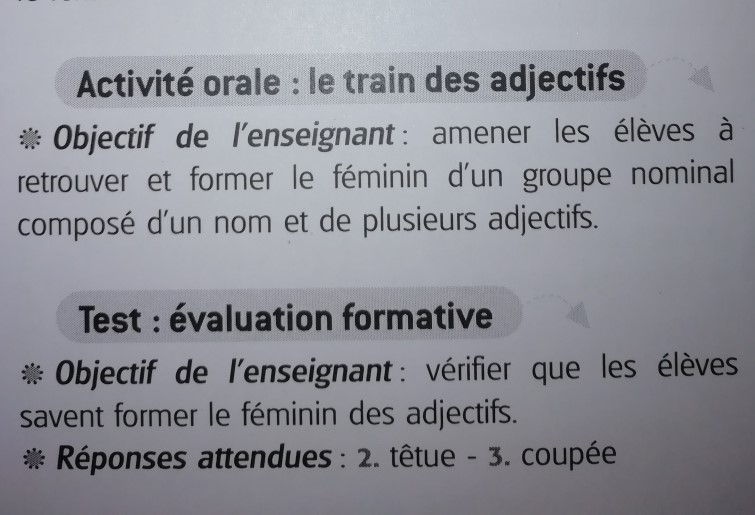 Activité orale : le train des adjectifs
Objectif de l'enseignant : amener les élèves à
retrouver et former le féminin d'un groupe nominal
composé d'un nom et de plusieurs adjectifs.
Test : évaluation formative
Objectif de l'enseignant : vérifier que les élèves
savent former le féminin des adjectifs.
Réponses attendues : 2. têtue - 3. coupée